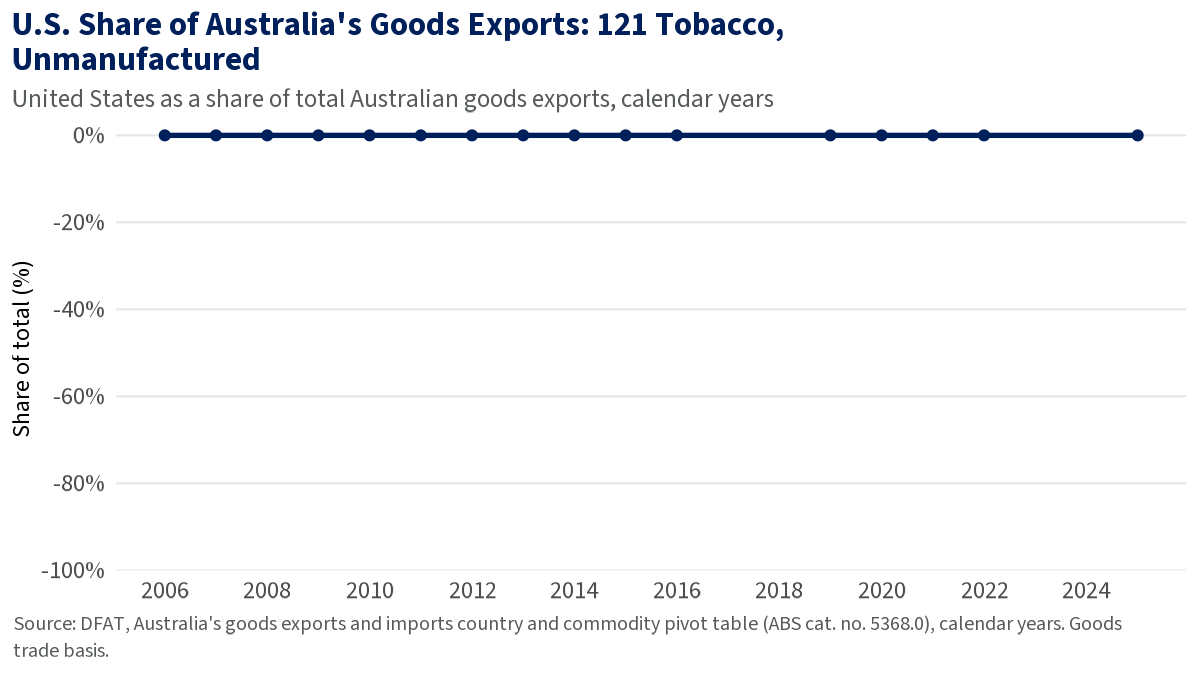 U.S. Share of Australia's Goods Exports: 121 Tobacco,
Unmanufactured
United States as a share of total Australian goods exports, calendar years
Share of total (%)
0%
-20%
-40%
-60%
-80%
-100%
2006 2008 2010 2012 2014 2016 2018 2020 2022 2024
Source: DFAT, Australia's goods exports and imports country and commodity pivot table (ABS cat. no. 5368.0), calendar years. Goods
trade basis.